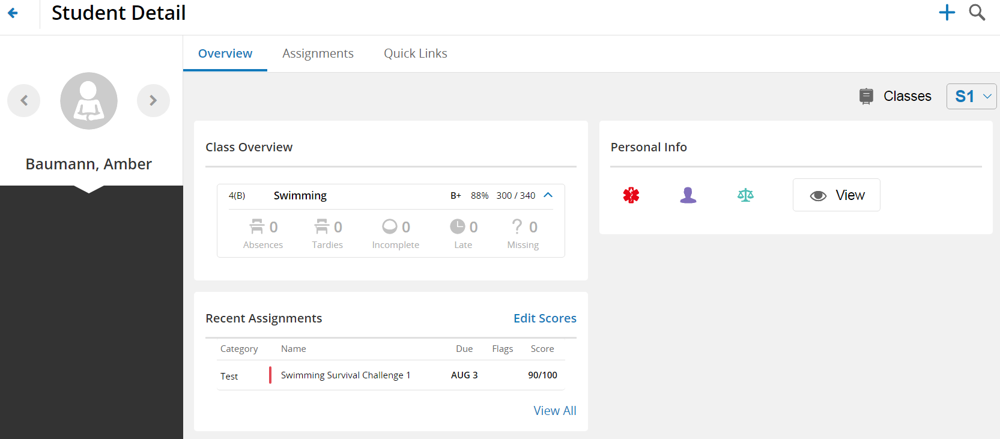 Student Detail
Overview Assignments Quick Links
Classes S1
Baumann, Amber
Class Overview
4(B) Swimming B+ 88% 300 / 340
0 0 0 0 0
Absences Tardies Incomplete Late Missing
Personal Info
View
Recent Assignments Edit Scores
Category Name Due Flags Score
Test Swimming Survival Challenge 1 AUG 3 90/100
View All